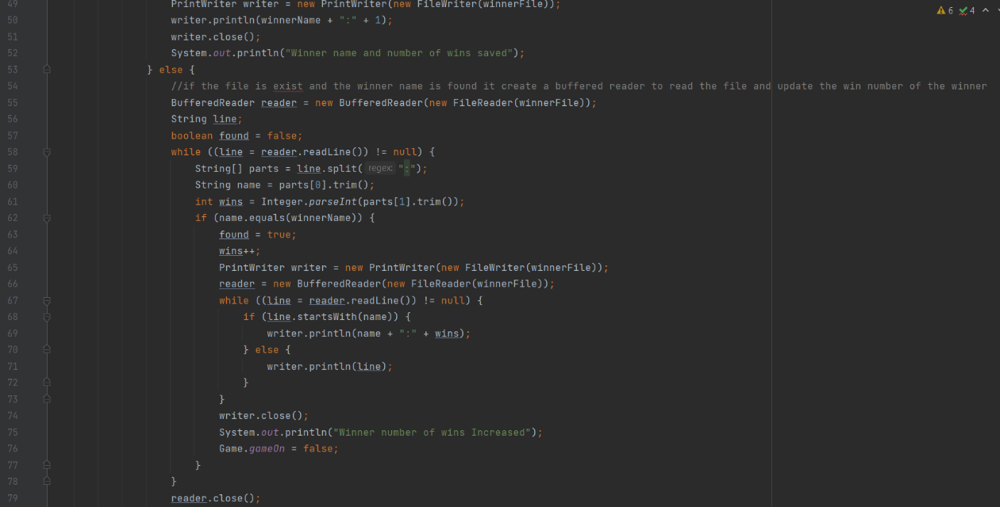 49 PrintWriter writer = new PrintWriter(new FileWriter(winnerFile));
6 4
50 writer.println(winnerName + ":" + 1);
51 writer.close();
52 System.out.println("Winner name and number of wins saved");
53 } else {
54 //if the file is exist and the winner name is found it create a buffered reader to read the file and update the win number of the winner
55 BufferedReader reader = new BufferedReader(new FileReader(winnerFile));
56 String line;
57 boolean found = false;
58 while ((line = reader.readLine()) != null) {
59 String[] parts = line.split( regex: ":");
60 String name = parts[0].trim();
61 int wins = Integer.parseInt(parts[1].trim());
62 if (name.equals(winnerName)) {
63 found = true;
64 wins++;
65 PrintWriter writer = new PrintWriter(new FileWriter(winnerFile));
66 reader = new BufferedReader(new FileReader(winnerFile));
67 while ((line = reader.readLine()) != null) {
68 if (line.startsWith(name)) {
69 writer.println(name + ":" + wins);
70 } else {
71 writer.println(line);
72 }
73 }
74 writer.close();
75 System.out.println("Winner number of wins Increased");
76 Game.gameOn = false;
77 }
78 }
79 reader.close();